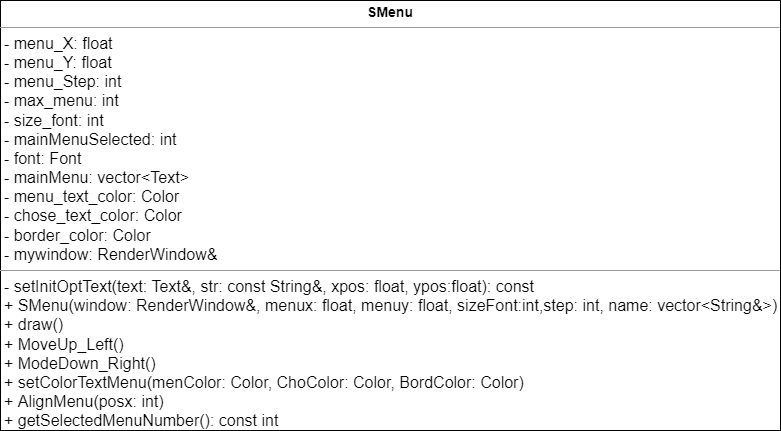 SMenu
- menu_X: float
- menu_Y: float
- menu_Step: int
- max_menu: int
- size_font: int
- mainMenuSelected: int
- font: Font
- mainMenu: vector<Text>
- menu_text_color: Color
- chose_text_color: Color
- border_color: Color
- mywindow: RenderWindow&
- setInitOptText(text: Text&, str: const String&, xpos: float, ypos:float): const
+ SMenu(window: RenderWindow&, menux: float, menuy: float, sizeFont:int,step: int, name: vector<String&>)
+ draw()
+ MoveUp_Left()
+ ModeDown_Right()
+ setColorTextMenu(menColor: Color, ChoColor: Color, BordColor: Color)
+ AlignMenu(posx: int)
+ getSelectedMenuNumber(): const int